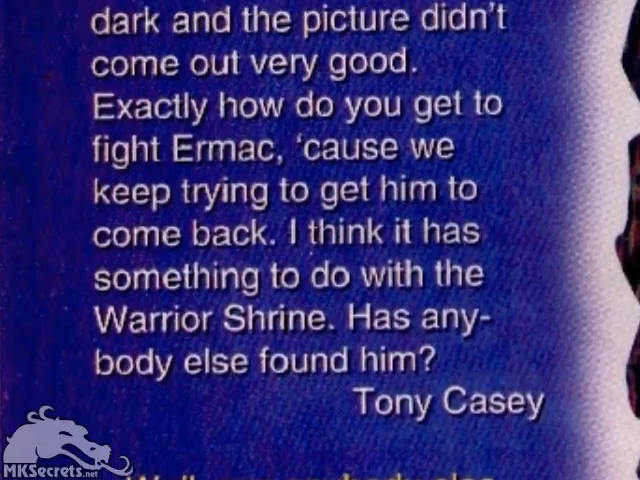 dark and the picture didn't
come out very good.
Exactly how do you get to
fight Ermac, ‘cause we
keep trying to get him to
come back. I think it has
something to do with the
Warrior Shrine. Has any-
body else found him?
Tony Casey
MKSecrets.net